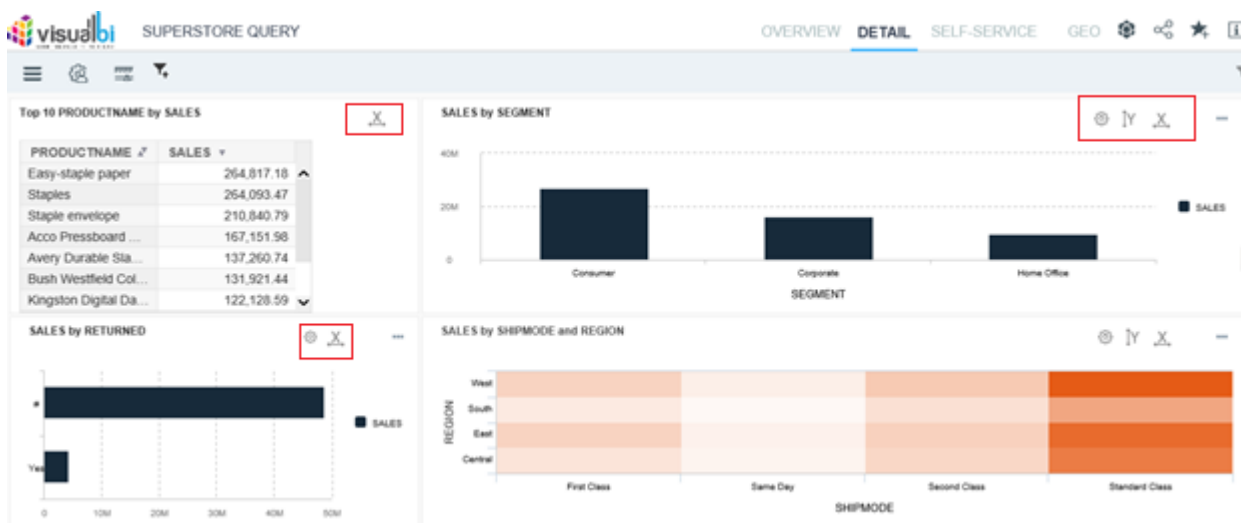 visualbi
SUPERSTORE QUERY
OVERVIEW DETAIL SELF-SERVICE GEO
Top 10 PRODUCTNAME by SALES
X
PRODUCTNAME SALES
Easy-staple paper 264,817.18
Staples 264,093.47
Staple envelope 210,840.79
Acco Pressboard ... 167,151.98
Avery Durable Sla... 137,260.74
Bush Westfield Col... 131,921.44
Kingston Digital Da... 122,128.59
SALES by SEGMENT
Y X
40M
20M
0
Consumer Corporate Home Office
SEGMENT
SALES
SALES by RETURNED
X
#
Yes
0 10M 20M 30M 40M 50M
SALES
SALES by SHIPMODE and REGION
Y X
REGION
West
South
East
Central
First Class Same Day Second Class Standard Class
SHIPMODE